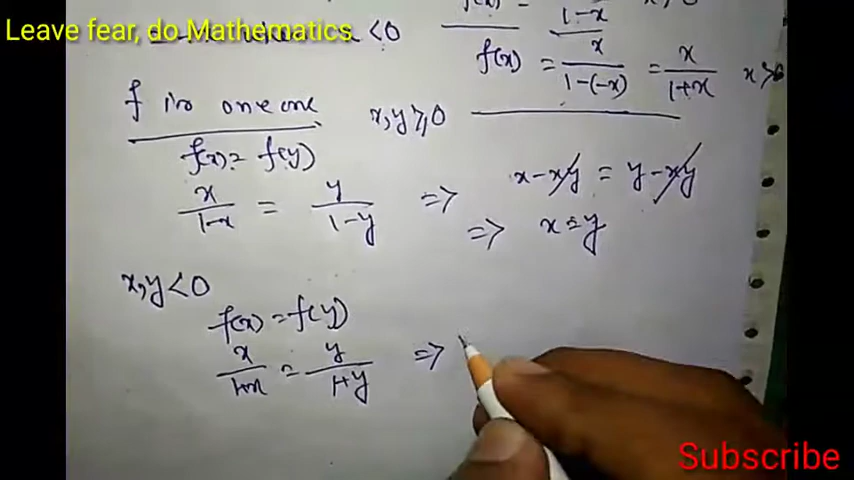 Leave fear, do Mathematics
<0
1-x
f(x) = x/(1-(-x)) = x/(1+x)
f is one one x,y ≥ 0
f(x) = f(y)
x/(1-x) = y/(1-y) => x - xy = y - xy
=> x = y
x,y < 0
f(x) = f(y)
x/(1+x) = y/(1+y) =>
Subscribe